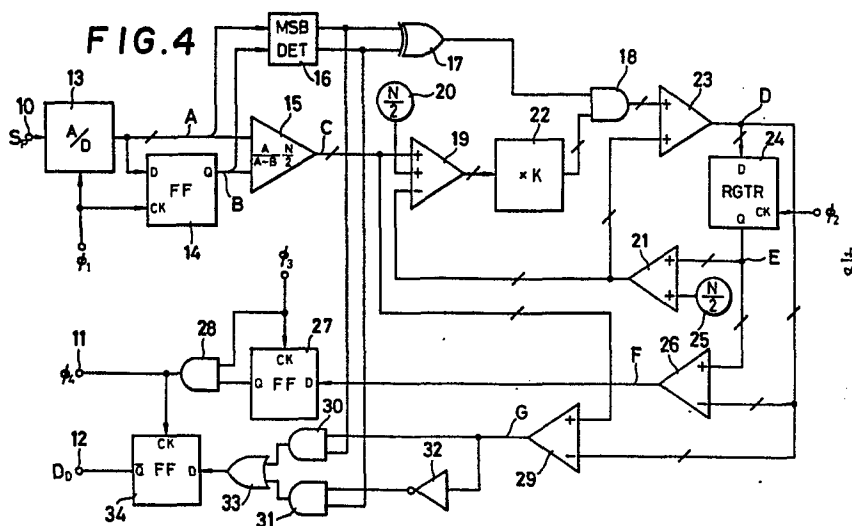 FIG.4
13
10
Sp
A/D
A
MSB
DET
16
17
18
23
D
14
D FF Q
CK
B
φ1
15
A/A-B · N/2
C
N/2
20
19
22
×K
24
D
RGTR
Q CK
φ2
E
21
N/2
25
φ3
11
28
27
CK
Q FF D
φ4
F
26
12
DD
CK
Q̅ FF D
34
33
30
31
32
G
29